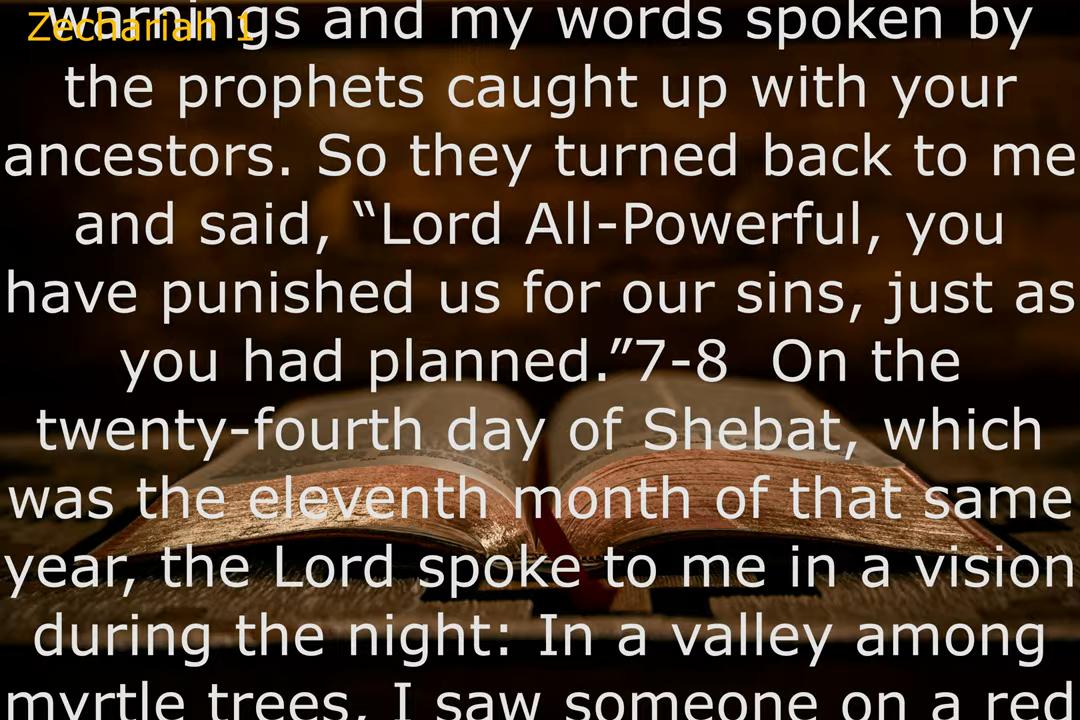 Zechariah 1
warnings and my words spoken by
the prophets caught up with your
ancestors. So they turned back to me
and said, “Lord All-Powerful, you
have punished us for our sins, just as
you had planned.”7-8  On the
twenty-fourth day of Shebat, which
was the eleventh month of that same
year, the Lord spoke to me in a vision
during the night: In a valley among
myrtle trees, I saw someone on a red